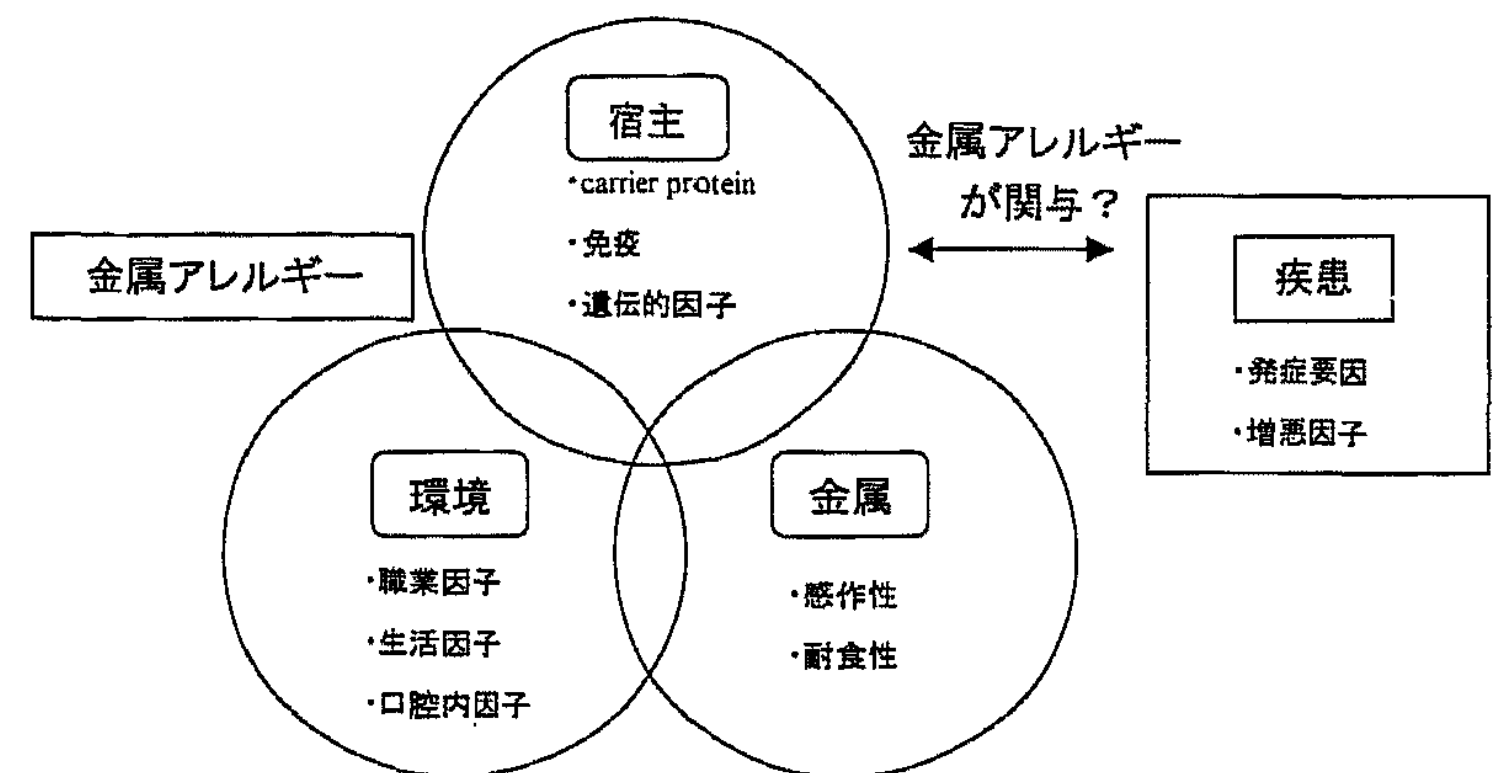 宿主
・carrier protein
・免疫
・遺伝的因子
金属アレルギー
が関与？
金属アレルギー
疾患
・発症要因
・増悪因子
環境
・職業因子
・生活因子
・口腔内因子
金属
・感作性
・耐食性